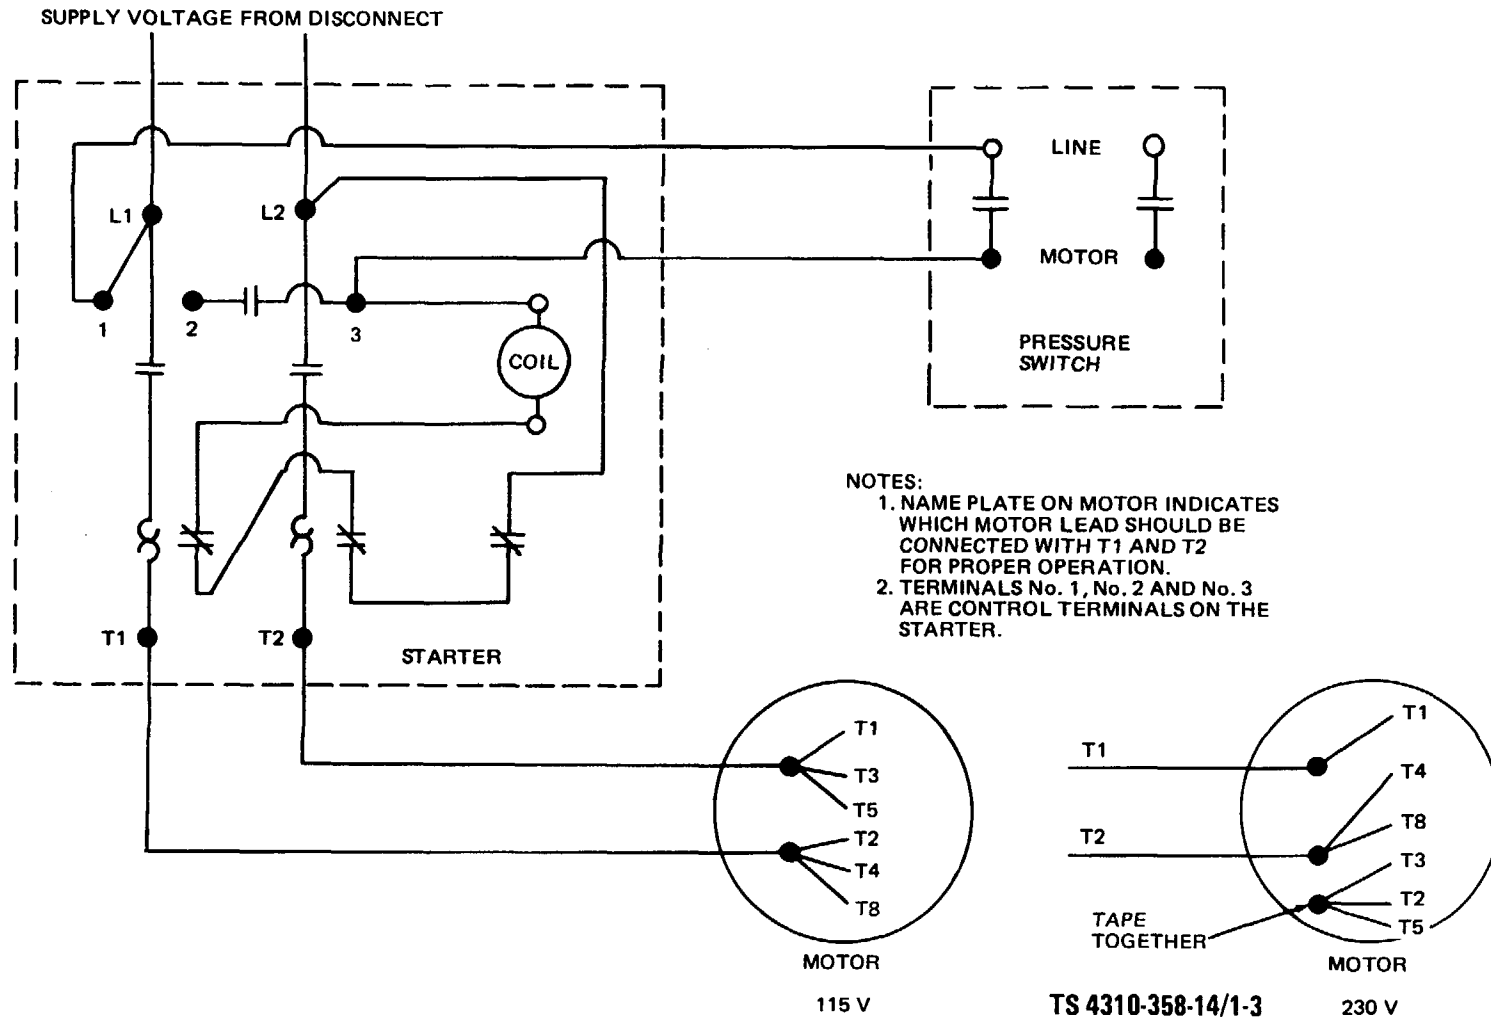 SUPPLY VOLTAGE FROM DISCONNECT
L1
L2
1
2
3
COIL
T1
T2
STARTER
LINE
MOTOR
PRESSURE
SWITCH
NOTES:
1. NAME PLATE ON MOTOR INDICATES
WHICH MOTOR LEAD SHOULD BE
CONNECTED WITH T1 AND T2
FOR PROPER OPERATION.
2. TERMINALS No. 1, No. 2 AND No. 3
ARE CONTROL TERMINALS ON THE
STARTER.
T1
T3
T5
T2
T4
T8
MOTOR
115 V
T1
T2
T1
T4
T8
T3
T2
T5
TAPE
TOGETHER
MOTOR
230 V
TS 4310-358-14/1-3